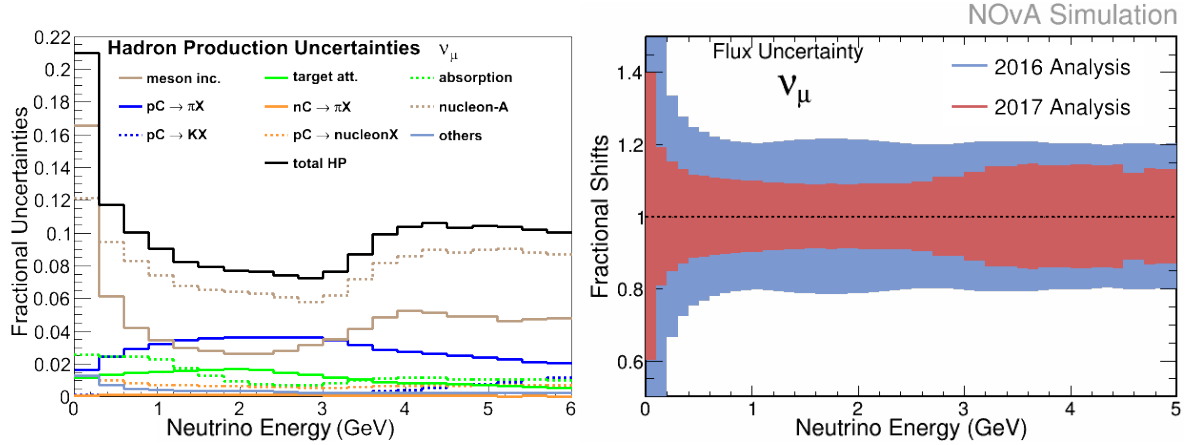 NOvA Simulation
Hadron Production Uncertainties νμ
meson inc.
target att.
absorption
pC → πX
nC → πX
nucleon-A
pC → KX
pC → nucleonX
others
total HP
Fractional Uncertainties
0.22
0.2
0.18
0.16
0.14
0.12
0.1
0.08
0.06
0.04
0.02
0
0 1 2 3 4 5 6
Neutrino Energy (GeV)
Flux Uncertainty
νμ
2016 Analysis
2017 Analysis
Fractional Shifts
1.4
1.2
1
0.8
0.6
0 1 2 3 4 5
Neutrino Energy (GeV)